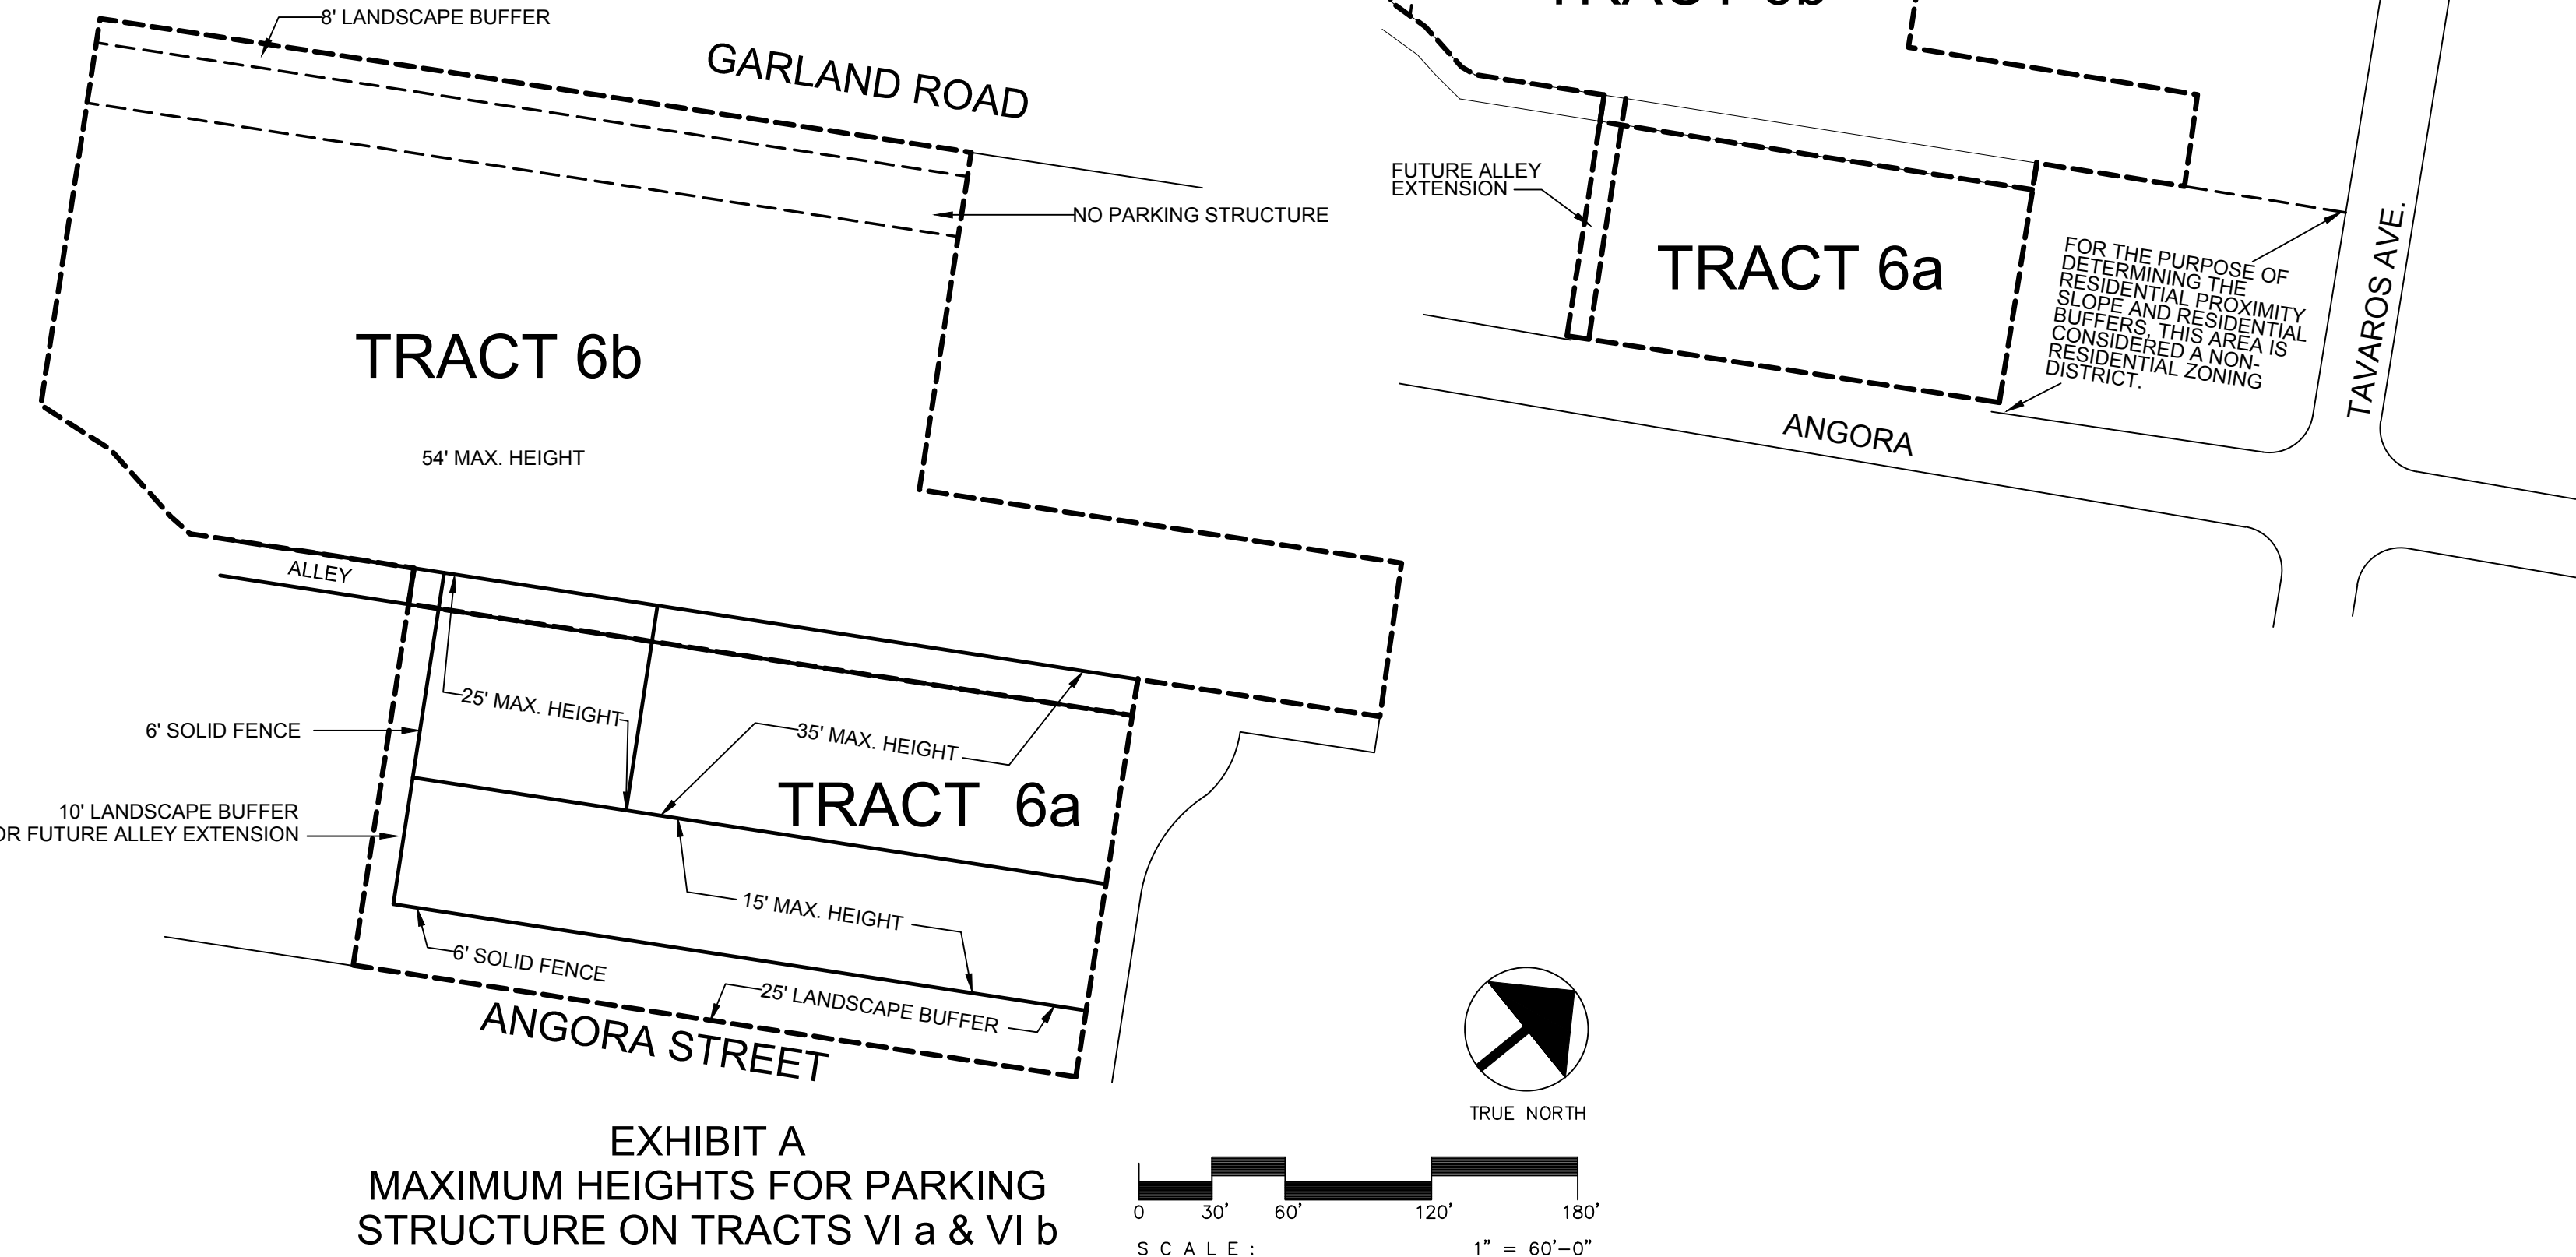 8' LANDSCAPE BUFFER
GARLAND ROAD
NO PARKING STRUCTURE
TRACT 6b
54' MAX. HEIGHT
ALLEY
25' MAX. HEIGHT
35' MAX. HEIGHT
6' SOLID FENCE
TRACT 6a
10' LANDSCAPE BUFFER
OR FUTURE ALLEY EXTENSION
15' MAX. HEIGHT
6' SOLID FENCE
25' LANDSCAPE BUFFER
ANGORA STREET
TRACT 6b
FUTURE ALLEY
EXTENSION
TRACT 6a
FOR THE PURPOSE OF
DETERMINING THE
RESIDENTIAL PROXIMITY
SLOPE AND RESIDENTIAL
BUFFERS, THIS AREA IS
CONSIDERED A NON-
RESIDENTIAL ZONING
DISTRICT.
TAVAROS AVE.
ANGORA
TRUE NORTH
EXHIBIT A
MAXIMUM HEIGHTS FOR PARKING
STRUCTURE ON TRACTS VI a & VI b
0 30' 60' 120' 180'
SCALE: 1" = 60'-0"